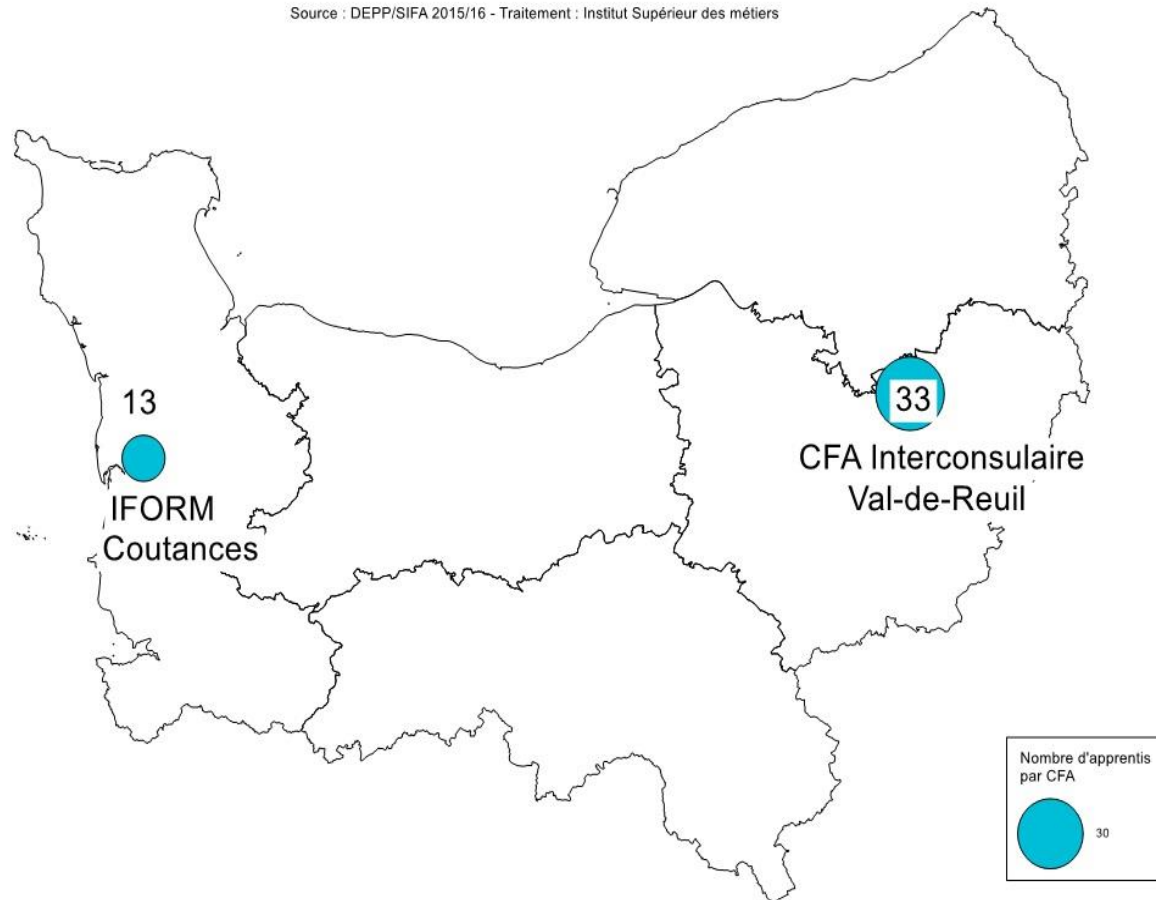 Source : DEPP/SIFA 2015/16 - Traitement : Institut Supérieur des métiers
13
IFORM
Coutances
33
CFA Interconsulaire
Val-de-Reuil
Nombre d'apprentis
par CFA
30